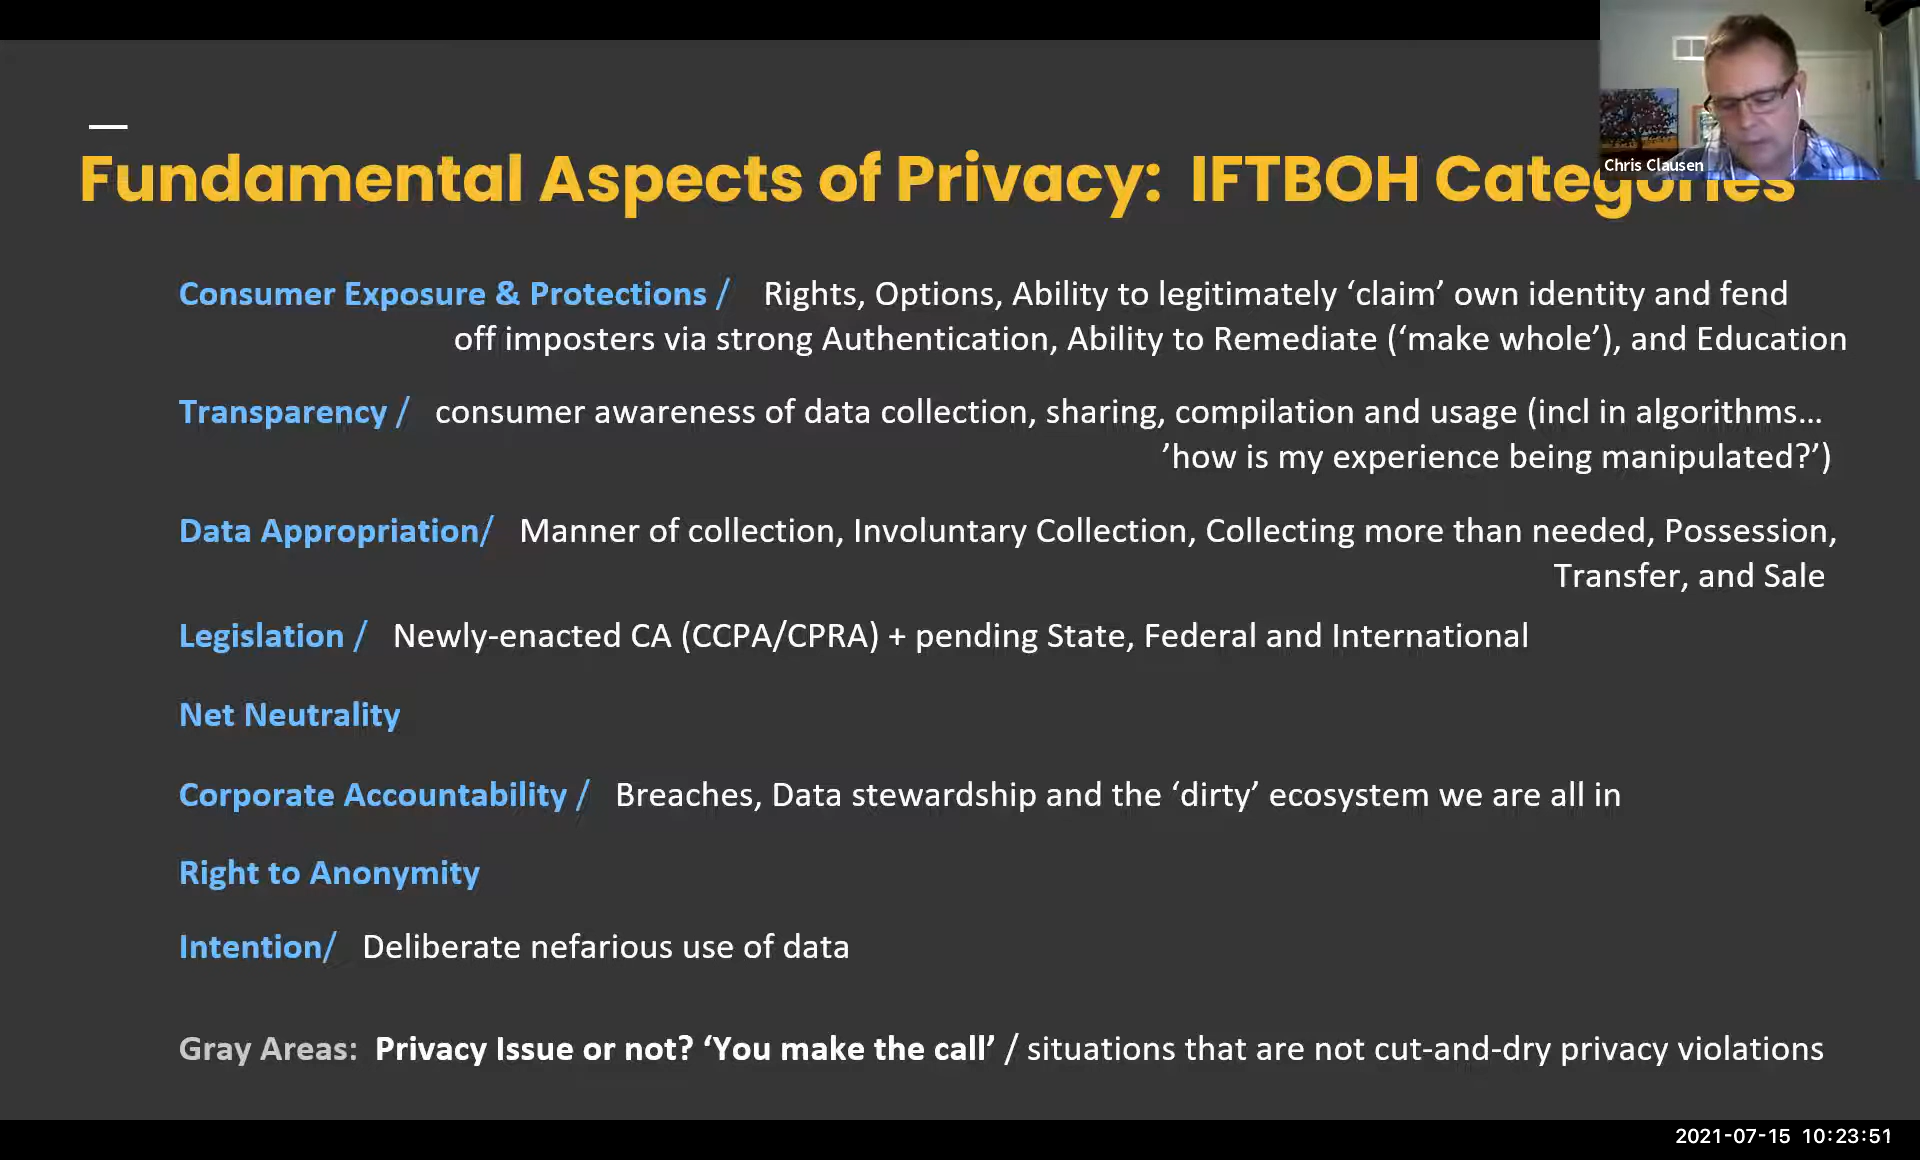 Fundamental Aspects of Privacy: IFTBOH Categories
Chris Clausen
Consumer Exposure & Protections / Rights, Options, Ability to legitimately ‘claim’ own identity and fend
off imposters via strong Authentication, Ability to Remediate (‘make whole’), and Education
Transparency / consumer awareness of data collection, sharing, compilation and usage (incl in algorithms...
’how is my experience being manipulated?’)
Data Appropriation/ Manner of collection, Involuntary Collection, Collecting more than needed, Possession,
Transfer, and Sale
Legislation / Newly-enacted CA (CCPA/CPRA) + pending State, Federal and International
Net Neutrality
Corporate Accountability / Breaches, Data stewardship and the ‘dirty’ ecosystem we are all in
Right to Anonymity
Intention/ Deliberate nefarious use of data
Gray Areas: Privacy Issue or not? ‘You make the call’ / situations that are not cut-and-dry privacy violations
2021-07-15 10:23:51